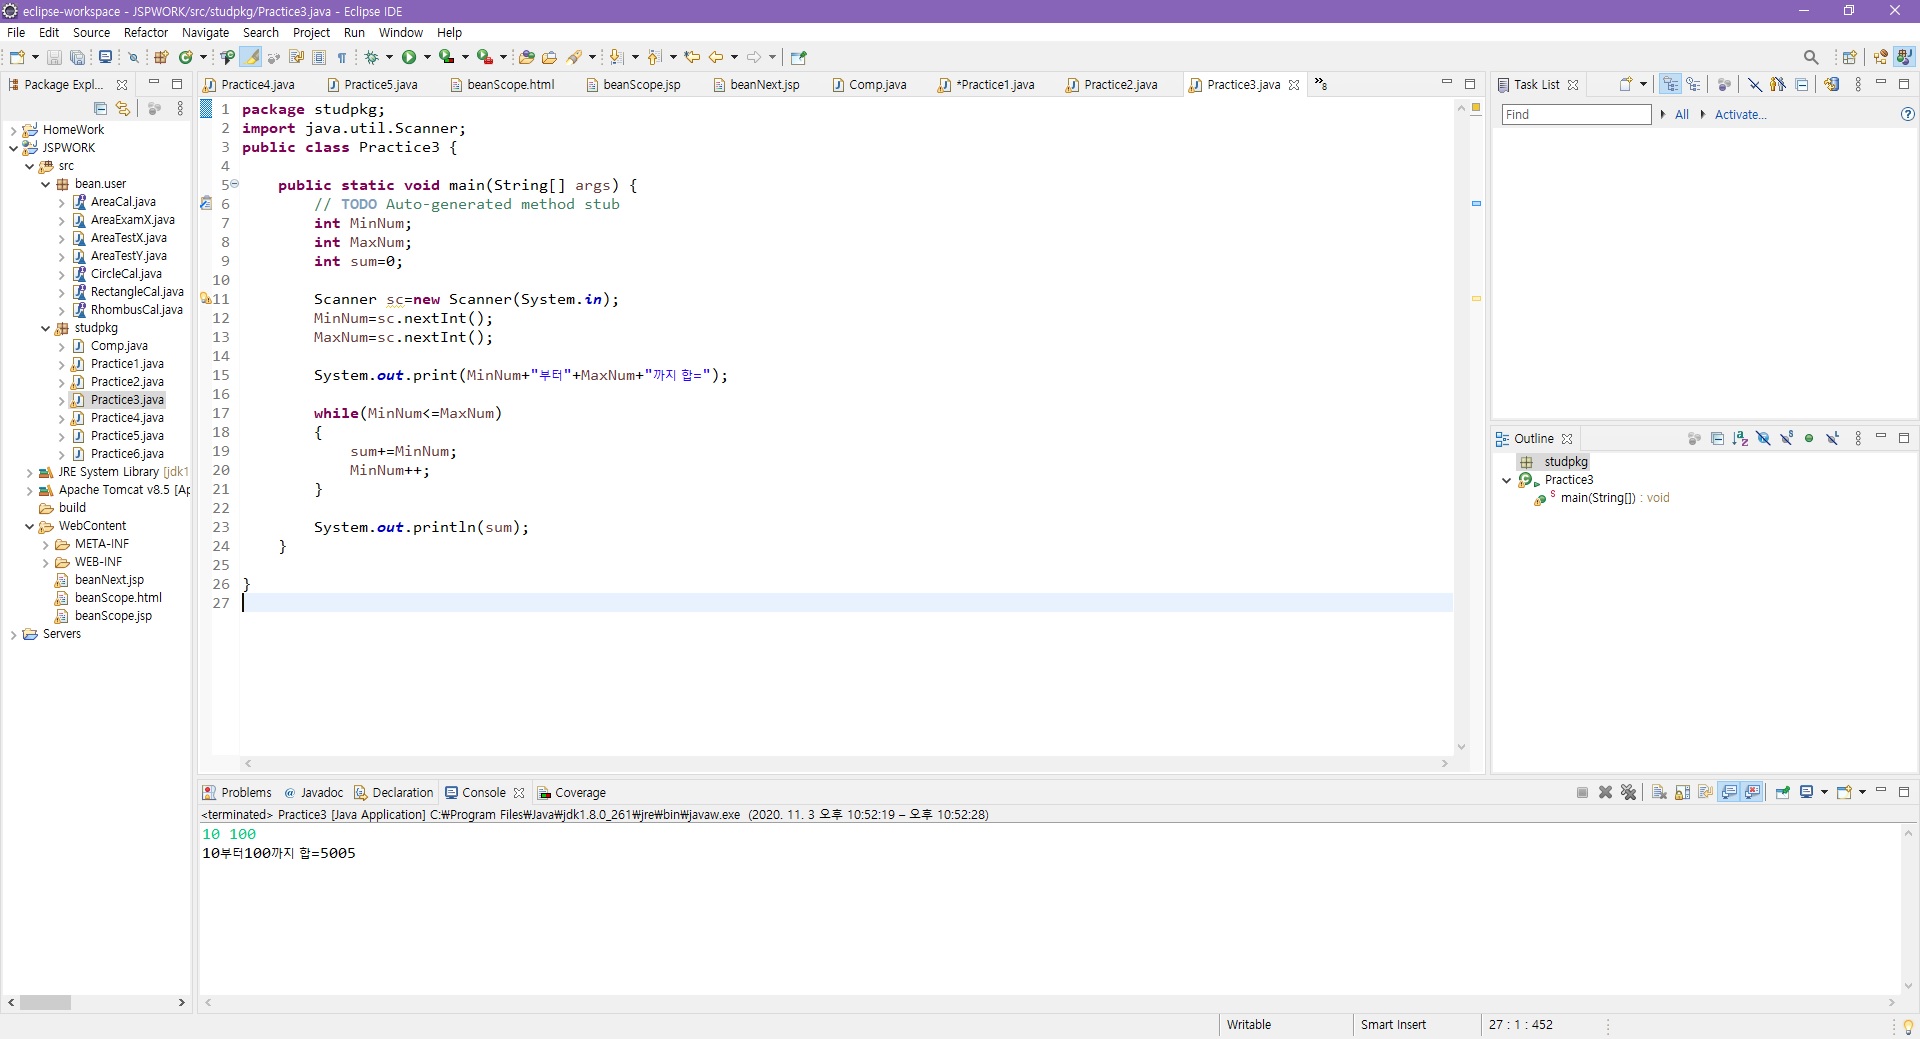 eclipse-workspace - JSPWORK/src/studpkg/Practice3.java - Eclipse IDE
File Edit Source Refactor Navigate Search Project Run Window Help
Package Expl...
Practice4.java Practice5.java beanScope.html beanScope.jsp beanNext.jsp Comp.java *Practice1.java Practice2.java Practice3.java »8
HomeWork
JSPWORK
src
bean.user
AreaCal.java
AreaExamX.java
AreaTestX.java
AreaTestY.java
CircleCal.java
RectangleCal.java
RhombusCal.java
studpkg
Comp.java
Practice1.java
Practice2.java
Practice3.java
Practice4.java
Practice5.java
Practice6.java
JRE System Library [jdk1
Apache Tomcat v8.5 [Ap
build
WebContent
META-INF
WEB-INF
beanNext.jsp
beanScope.html
beanScope.jsp
Servers
1 package studpkg;
2 import java.util.Scanner;
3 public class Practice3 {
4
5 public static void main(String[] args) {
6 // TODO Auto-generated method stub
7 int MinNum;
8 int MaxNum;
9 int sum=0;
10
11 Scanner sc=new Scanner(System.in);
12 MinNum=sc.nextInt();
13 MaxNum=sc.nextInt();
14
15 System.out.print(MinNum+"부터"+MaxNum+"까지 합=");
16
17 while(MinNum<=MaxNum)
18 {
19 sum+=MinNum;
20 MinNum++;
21 }
22
23 System.out.println(sum);
24 }
25
26 }
27
Task List
Find All Activate...
Outline
studpkg
Practice3
main(String[]) : void
Problems @ Javadoc Declaration Console Coverage
<terminated> Practice3 [Java Application] C:₩Program Files₩Java₩jdk1.8.0_261₩jre₩bin₩javaw.exe (2020. 11. 3 오후 10:52:19 – 오후 10:52:28)
10 100
10부터100까지 합=5005
Writable Smart Insert 27 : 1 : 452